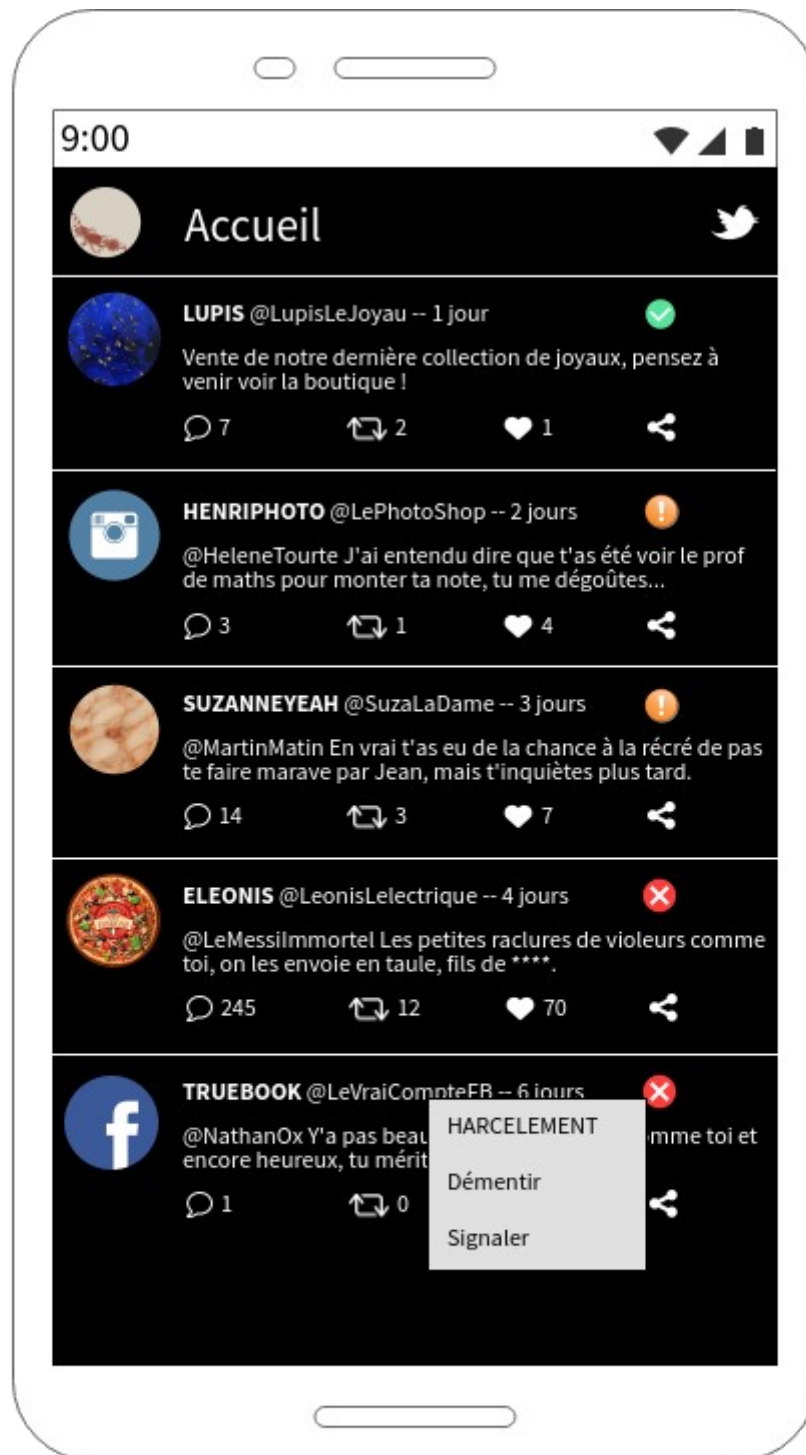 9:00
Accueil
LUPIS @LupisLeJoyau -- 1 jour
Vente de notre dernière collection de joyaux, pensez à
venir voir la boutique !
7 2 1
HENRIPHOTO @LePhotoShop -- 2 jours
@HeleneTourte J'ai entendu dire que t'as été voir le prof
de maths pour monter ta note, tu me dégoûtes...
3 1 4
SUZANNEYEAH @SuzaLaDame -- 3 jours
@MartinMatin En vrai t'as eu de la chance à la récré de pas
te faire marave par Jean, mais t'inquiètes plus tard.
14 3 7
ELEONIS @LeonisLelectrique -- 4 jours
@LeMessiImmortel Les petites raclures de violeurs comme
toi, on les envoie en taule, fils de ****.
245 12 70
TRUEBOOK @LeVraiCompteFB -- 6 jours
@NathanOx Y'a pas toi et
encore heureux, tu
1 0
HARCELEMENT
Démentir
Signaler